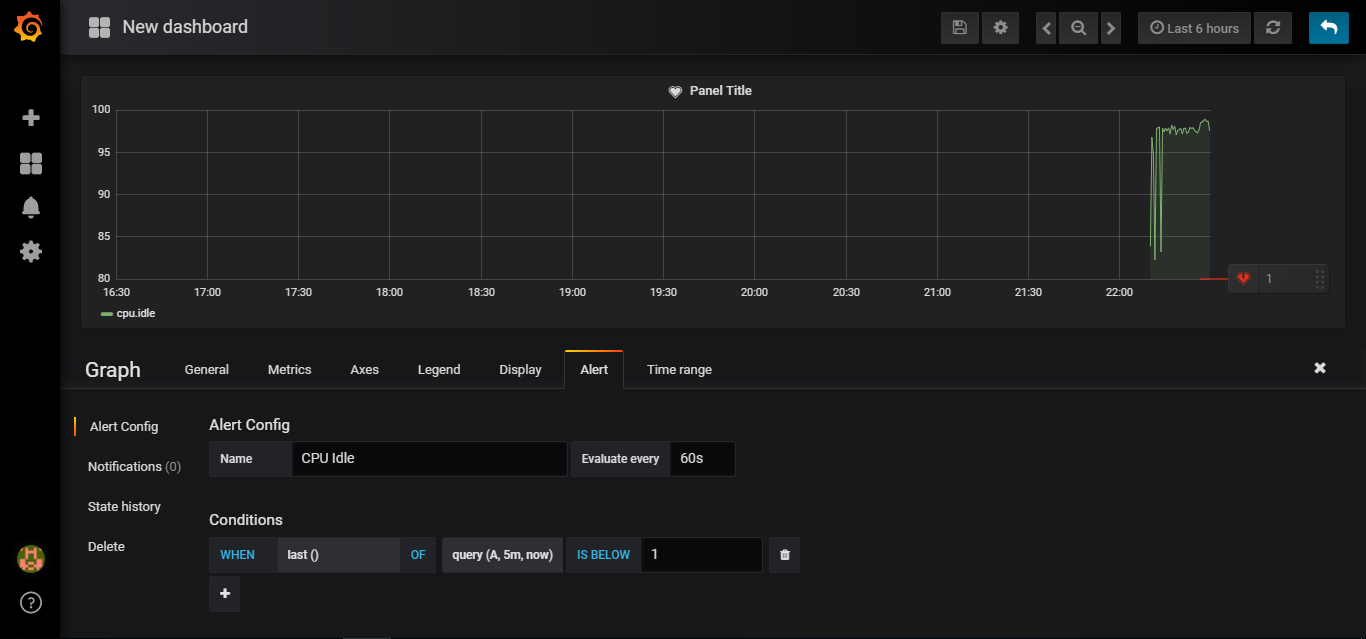 New dashboard
Last 6 hours
Panel Title
100
95
90
85
80
16:30 17:00 17:30 18:00 18:30 19:00 19:30 20:00 20:30 21:00 21:30 22:00
1
cpu.idle
Graph General Metrics Axes Legend Display Alert Time range
Alert Config
Notifications (0)
State history
Delete
Alert Config
Name CPU Idle Evaluate every 60s
Conditions
WHEN last () OF query (A, 5m, now) IS BELOW 1